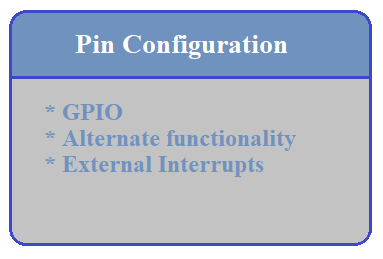 Pin Configuration
* GPIO
* Alternate functionality
* External Interrupts